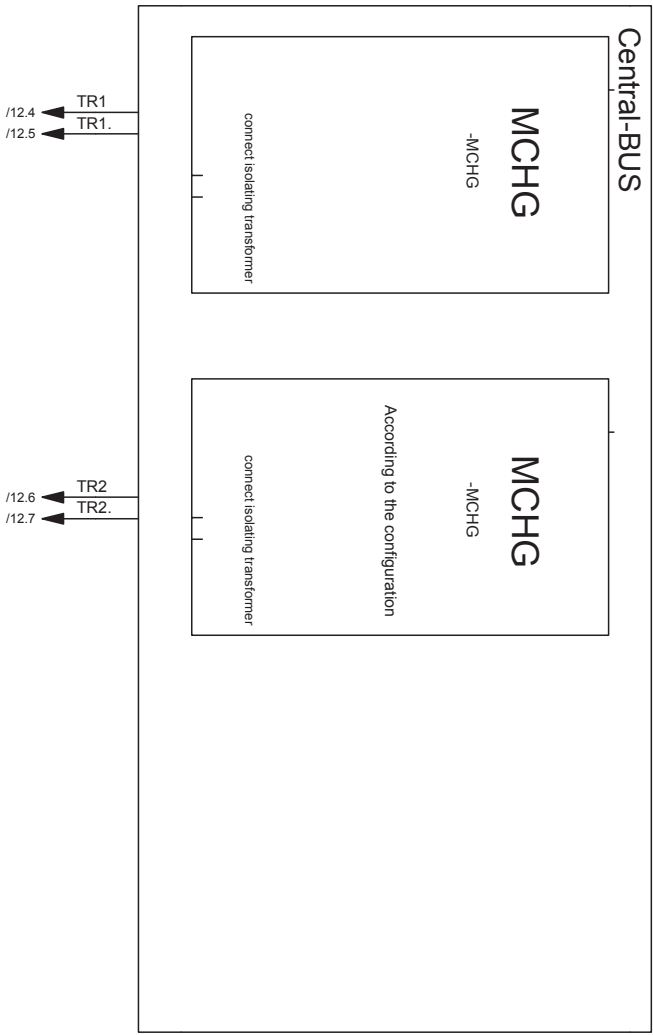 Central-BUS
MCHG
-MCHG
connect isolating transformer
MCHG
-MCHG
According to the configuration
connect isolating transformer
TR1
/12.4
TR1.
/12.5
TR2
/12.6
TR2.
/12.7